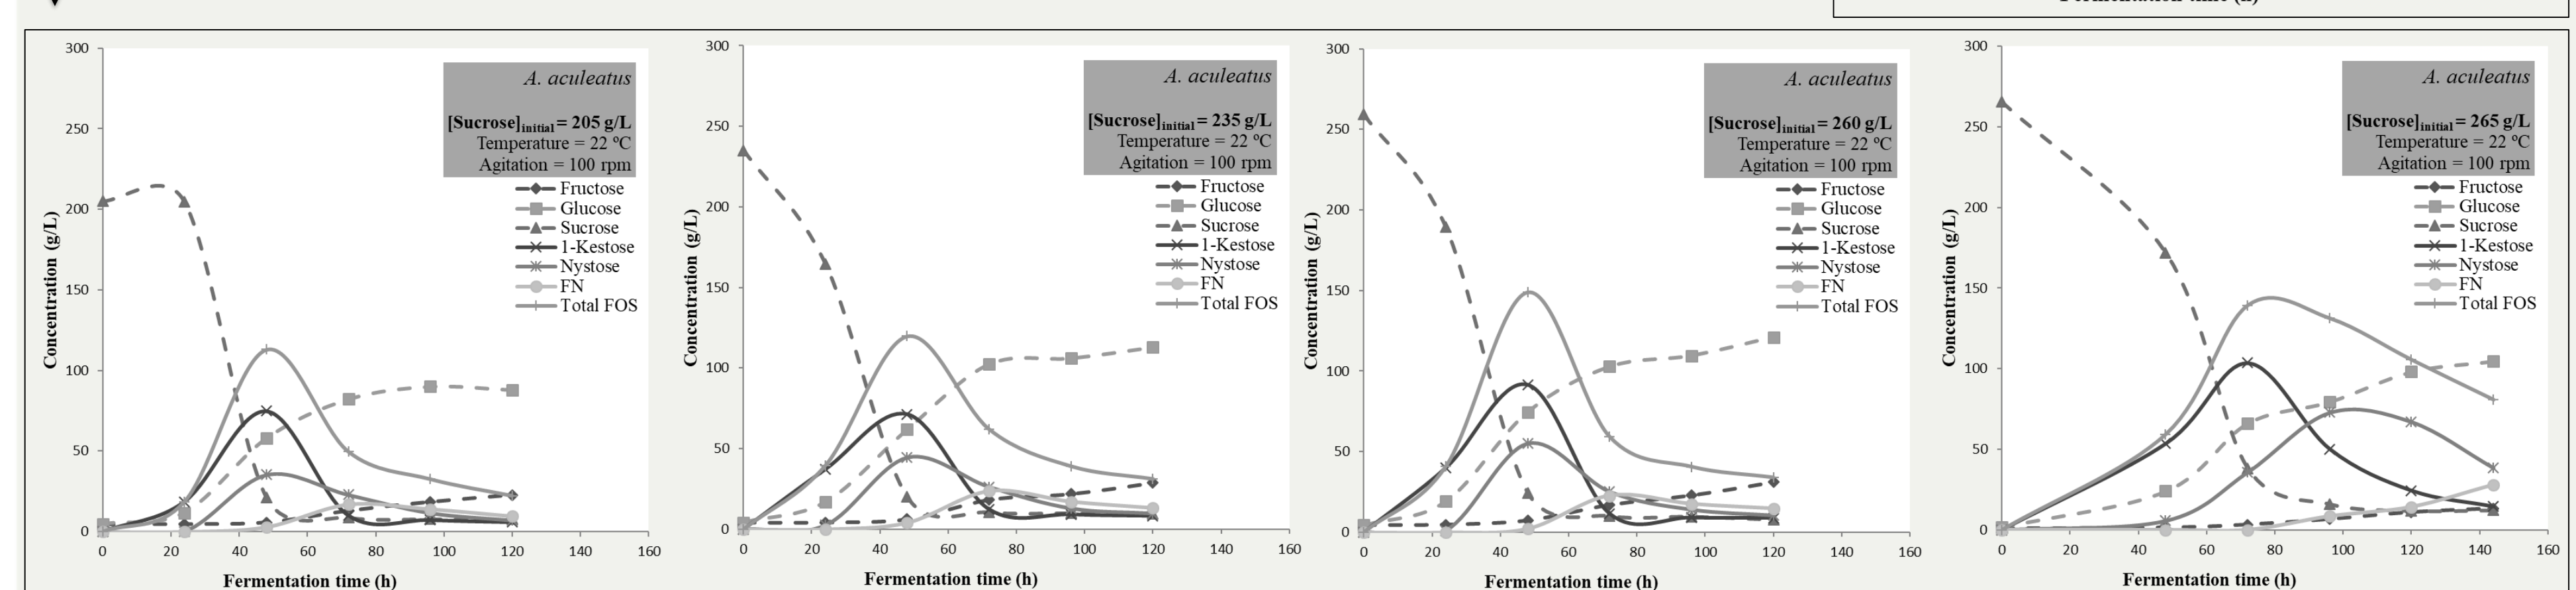 Fermentation time (h)
300
250
200
150
100
50
0
Concentration (g/L)
A. aculeatus
[Sucrose]initial = 205 g/L
Temperature = 22 ºC
Agitation = 100 rpm
Fructose
Glucose
Sucrose
1-Kestose
Nystose
FN
Total FOS
0 20 40 60 80 100 120 140 160
Fermentation time (h)
300
250
200
150
100
50
0
Concentration (g/L)
A. aculeatus
[Sucrose]initial = 235 g/L
Temperature = 22 ºC
Agitation = 100 rpm
Fructose
Glucose
Sucrose
1-Kestose
Nystose
FN
Total FOS
0 20 40 60 80 100 120 140 160
Fermentation time (h)
300
250
200
150
100
50
0
Concentration (g/L)
A. aculeatus
[Sucrose]initial = 260 g/L
Temperature = 22 ºC
Agitation = 100 rpm
Fructose
Glucose
Sucrose
1-Kestose
Nystose
FN
Total FOS
0 20 40 60 80 100 120 140 160
Fermentation time (h)
300
250
200
150
100
50
0
Concentration (g/L)
A. aculeatus
[Sucrose]initial = 265 g/L
Temperature = 22 ºC
Agitation = 100 rpm
Fructose
Glucose
Sucrose
1-Kestose
Nystose
FN
Total FOS
0 20 40 60 80 100 120 140 160
Fermentation time (h)